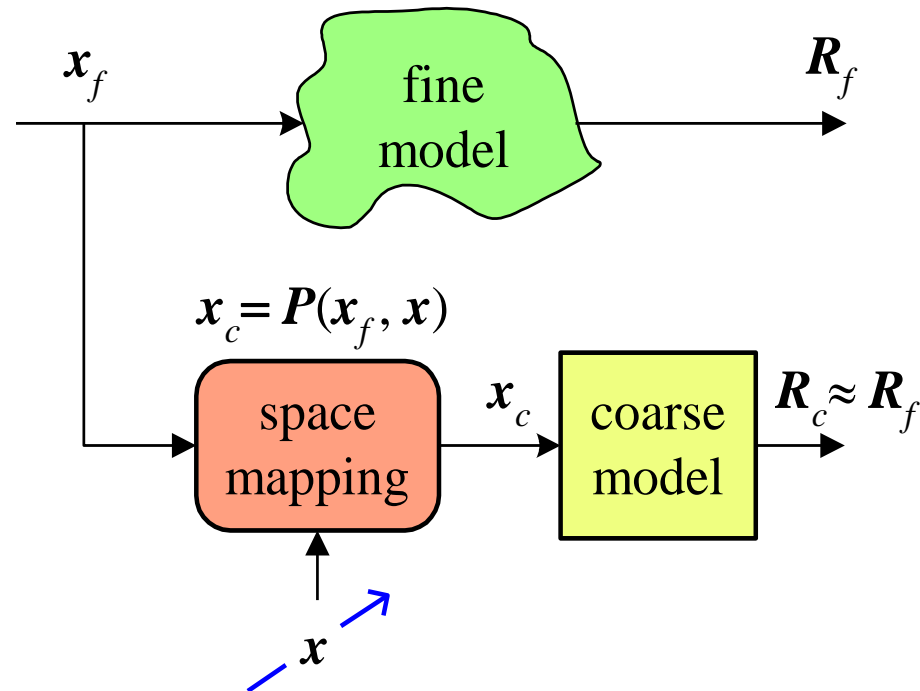 x_f
fine
model
R_f
x_c = P(x_f, x)
space
mapping
x_c
coarse
model
R_c ≈ R_f
x